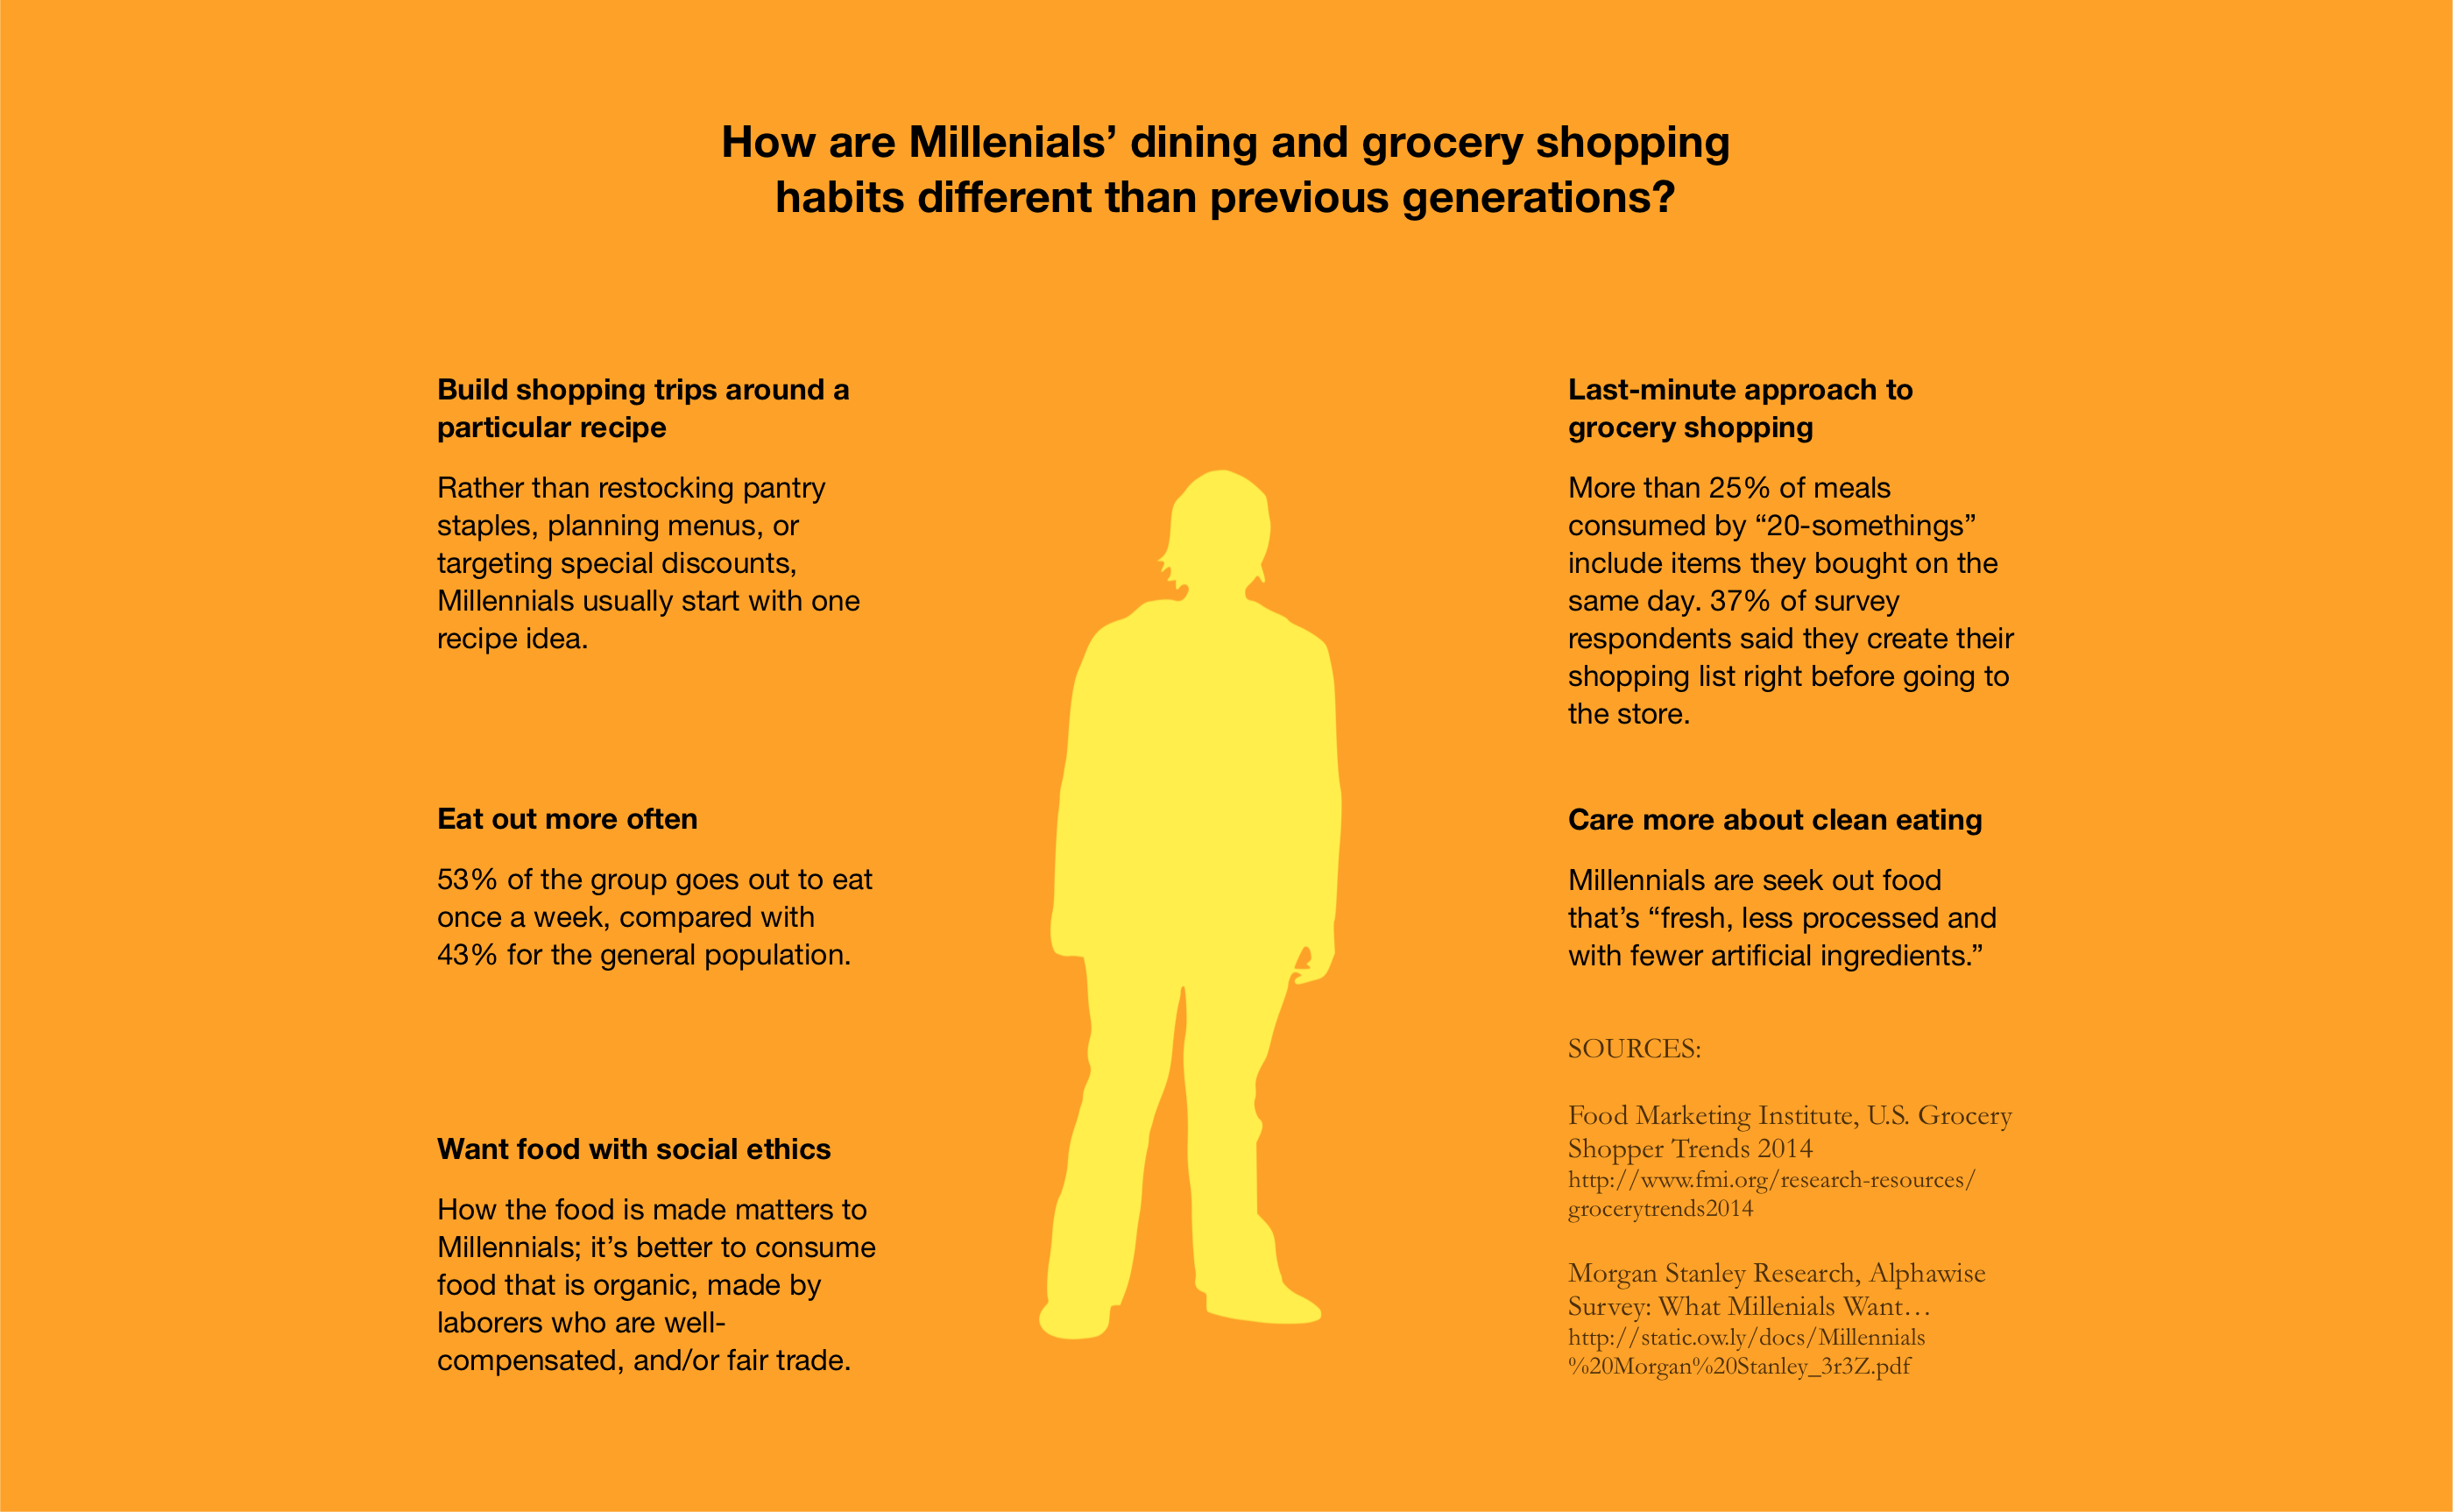 How are Millenials’ dining and grocery shopping
habits different than previous generations?
Build shopping trips around a
particular recipe
Rather than restocking pantry
staples, planning menus, or
targeting special discounts,
Millennials usually start with one
recipe idea.
Eat out more often
53% of the group goes out to eat
once a week, compared with
43% for the general population.
Want food with social ethics
How the food is made matters to
Millennials; it’s better to consume
food that is organic, made by
laborers who are well-
compensated, and/or fair trade.
Last-minute approach to
grocery shopping
More than 25% of meals
consumed by “20-somethings”
include items they bought on the
same day. 37% of survey
respondents said they create their
shopping list right before going to
the store.
Care more about clean eating
Millennials are seek out food
that’s “fresh, less processed and
with fewer artificial ingredients.”
SOURCES:
Food Marketing Institute, U.S. Grocery
Shopper Trends 2014
http://www.fmi.org/research-resources/
grocerytrends2014
Morgan Stanley Research, Alphawise
Survey: What Millenials Want…
http://static.ow.ly/docs/Millennials
%20Morgan%20Stanley_3r3Z.pdf